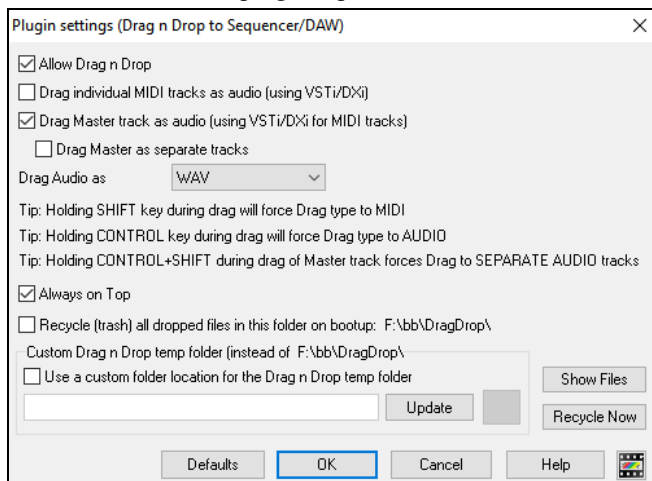 Plugin settings (Drag n Drop to Sequencer/DAW)
Allow Drag n Drop
Drag individual MIDI tracks as audio (using VSTi/DXi)
Drag Master track as audio (using VSTi/DXi for MIDI tracks)
Drag Master as separate tracks
Drag Audio as WAV
Tip: Holding SHIFT key during drag will force Drag type to MIDI
Tip: Holding CONTROL key during drag will force Drag type to AUDIO
Tip: Holding CONTROL+SHIFT during drag of Master track forces Drag to SEPARATE AUDIO tracks
Always on Top
Recycle (trash) all dropped files in this folder on bootup: F:\bb\DragDrop\
Custom Drag n Drop temp folder (instead of F:\bb\DragDrop\
Use a custom folder location for the Drag n Drop temp folder
Show Files
Update
Recycle Now
Defaults OK Cancel Help